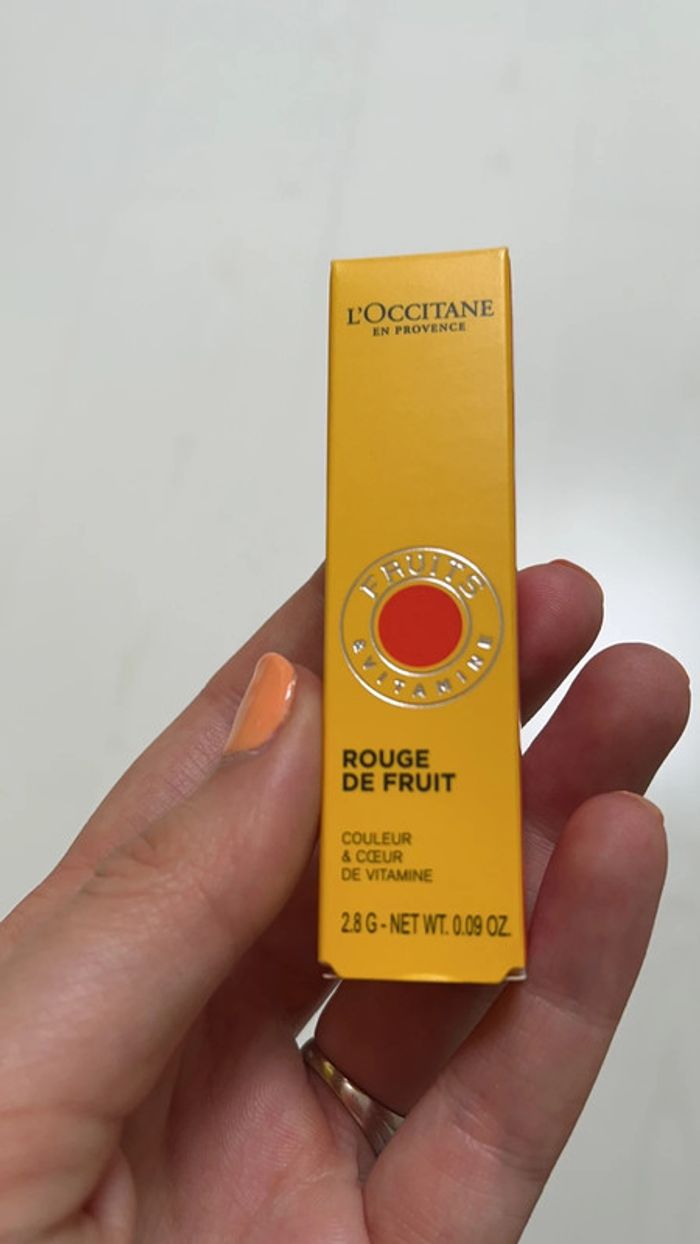 L'OCCITANE
EN PROVENCE
FRUITS
& VITAMINE
ROUGE
DE FRUIT
COULEUR
& CŒUR
DE VITAMINE
2.8 G - NET WT. 0.09 OZ.